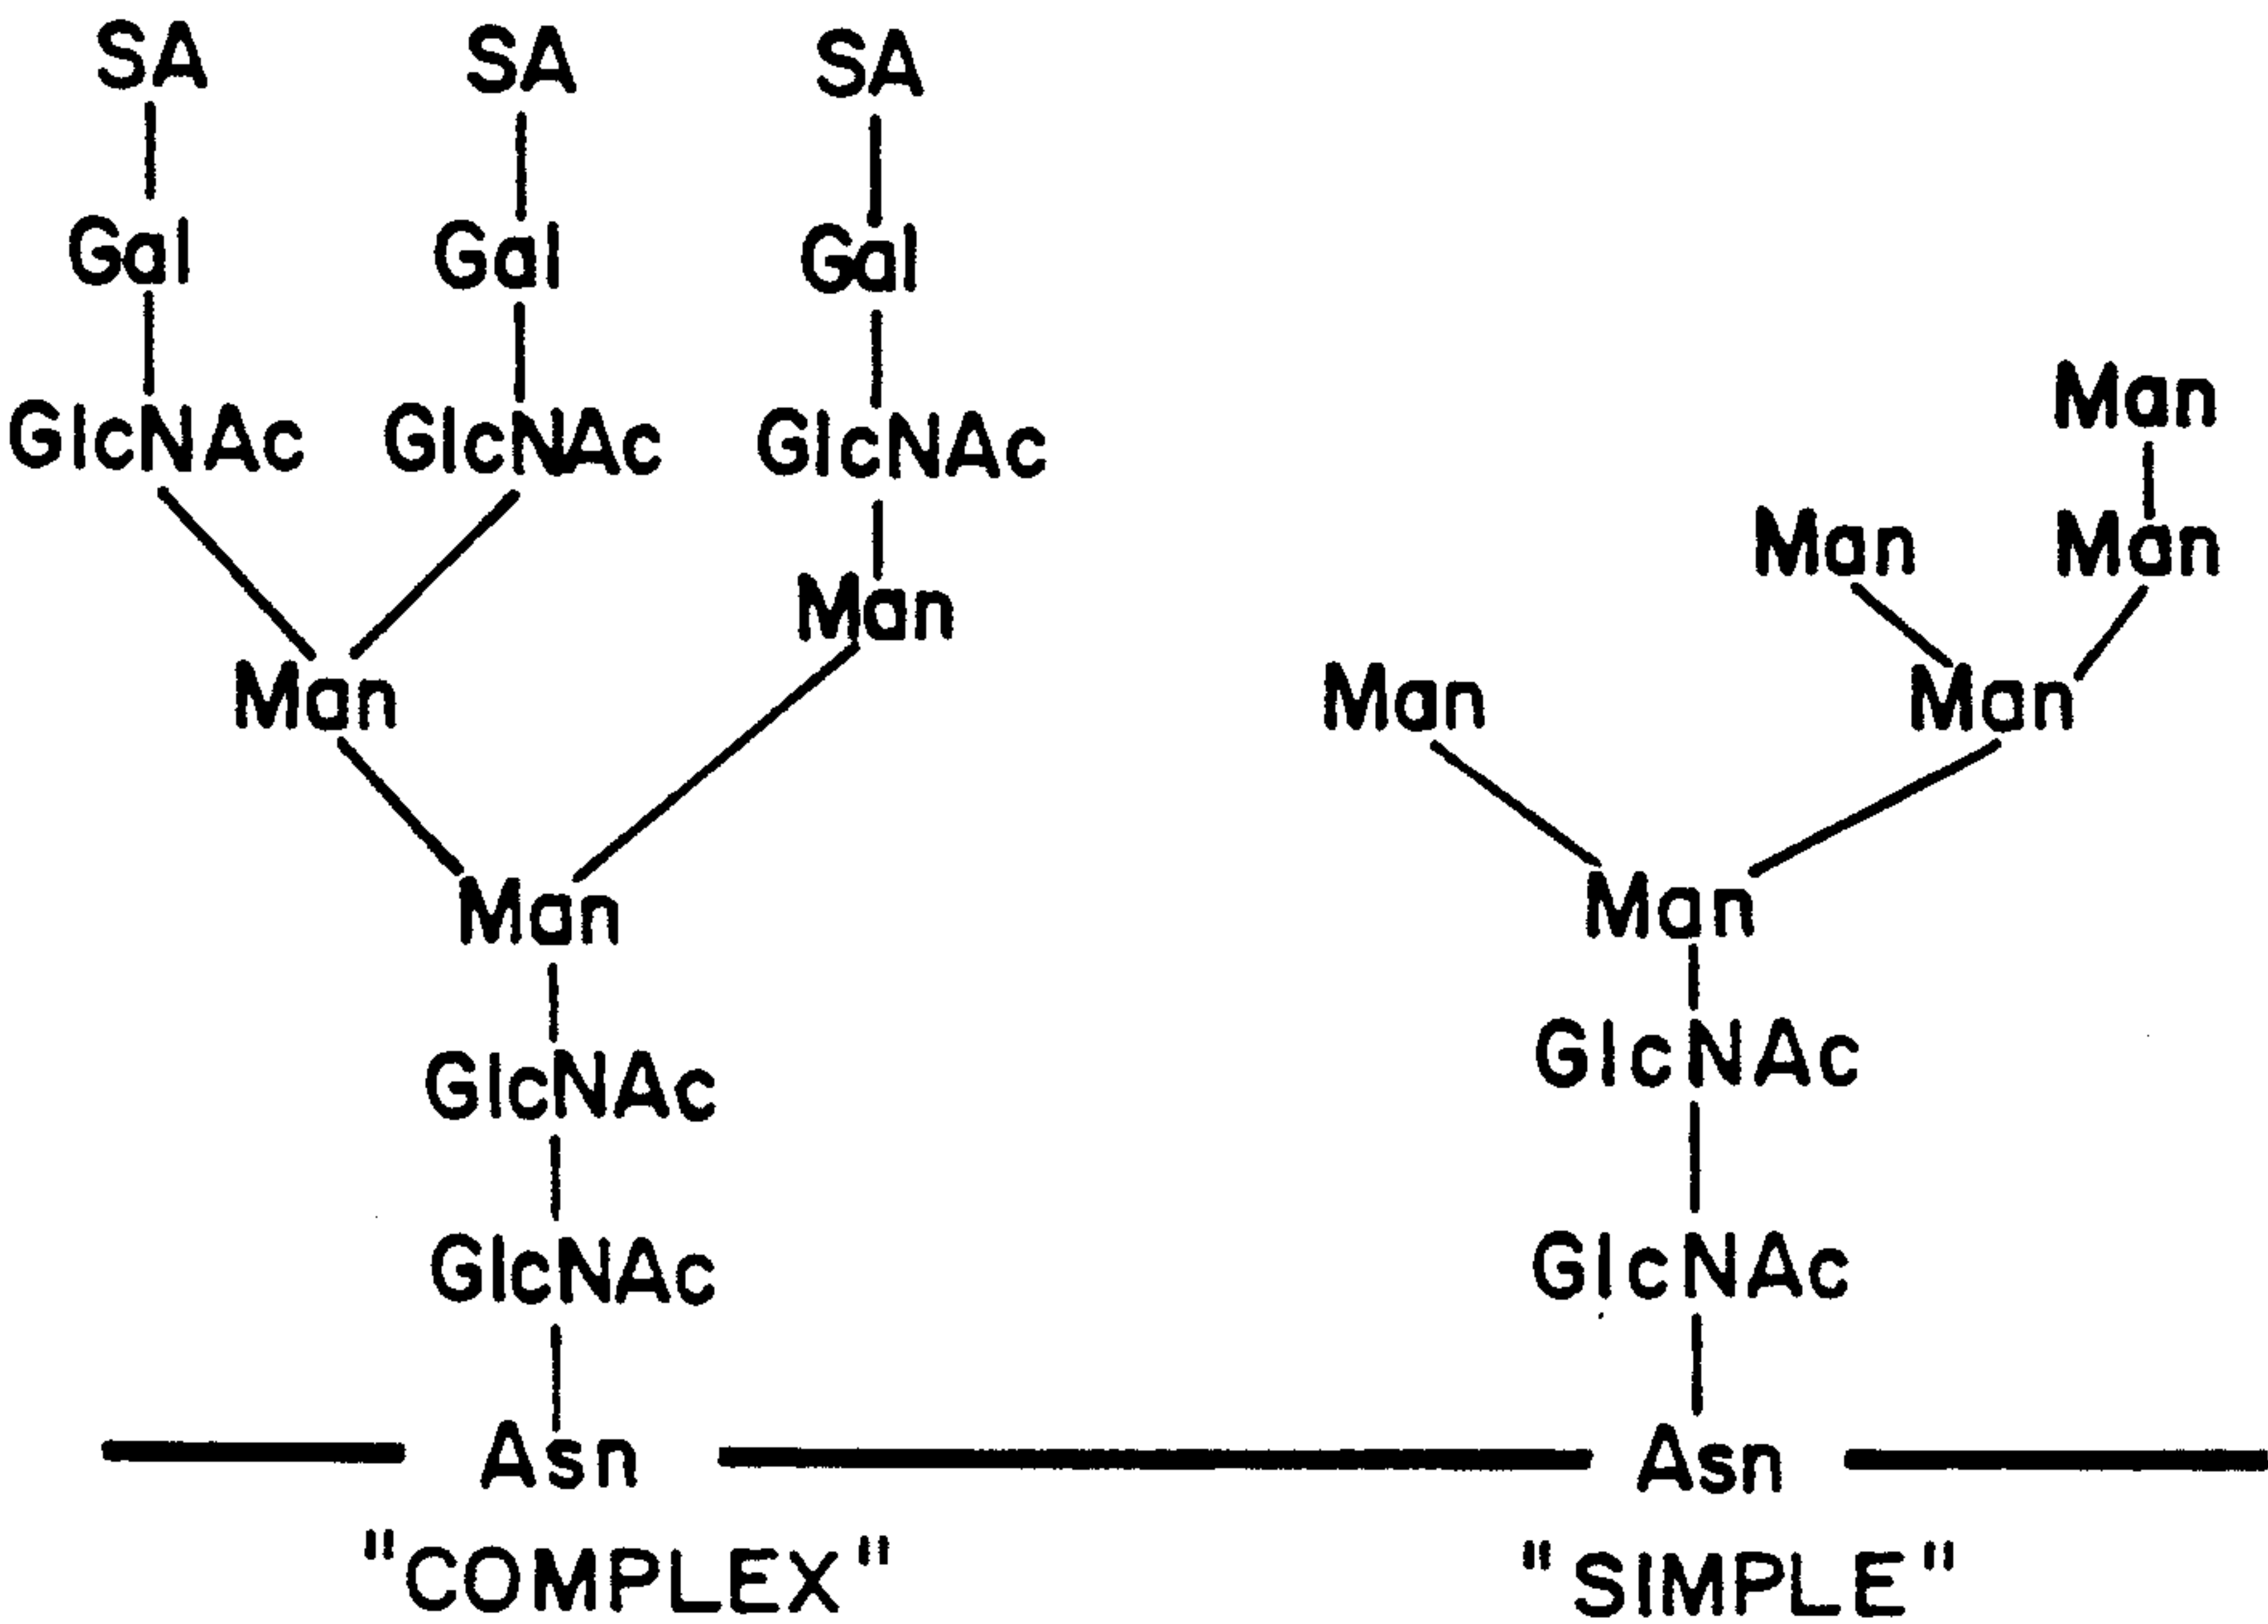 SA SA SA
Gal Gal Gal
Man
GlcNAc GlcNAc GlcNAc
Man Man
Man
Man Man Man
Man Man
GlcNAc GlcNAc
GlcNAc GlcNAc
Asn Asn
"COMPLEX" "SIMPLE"